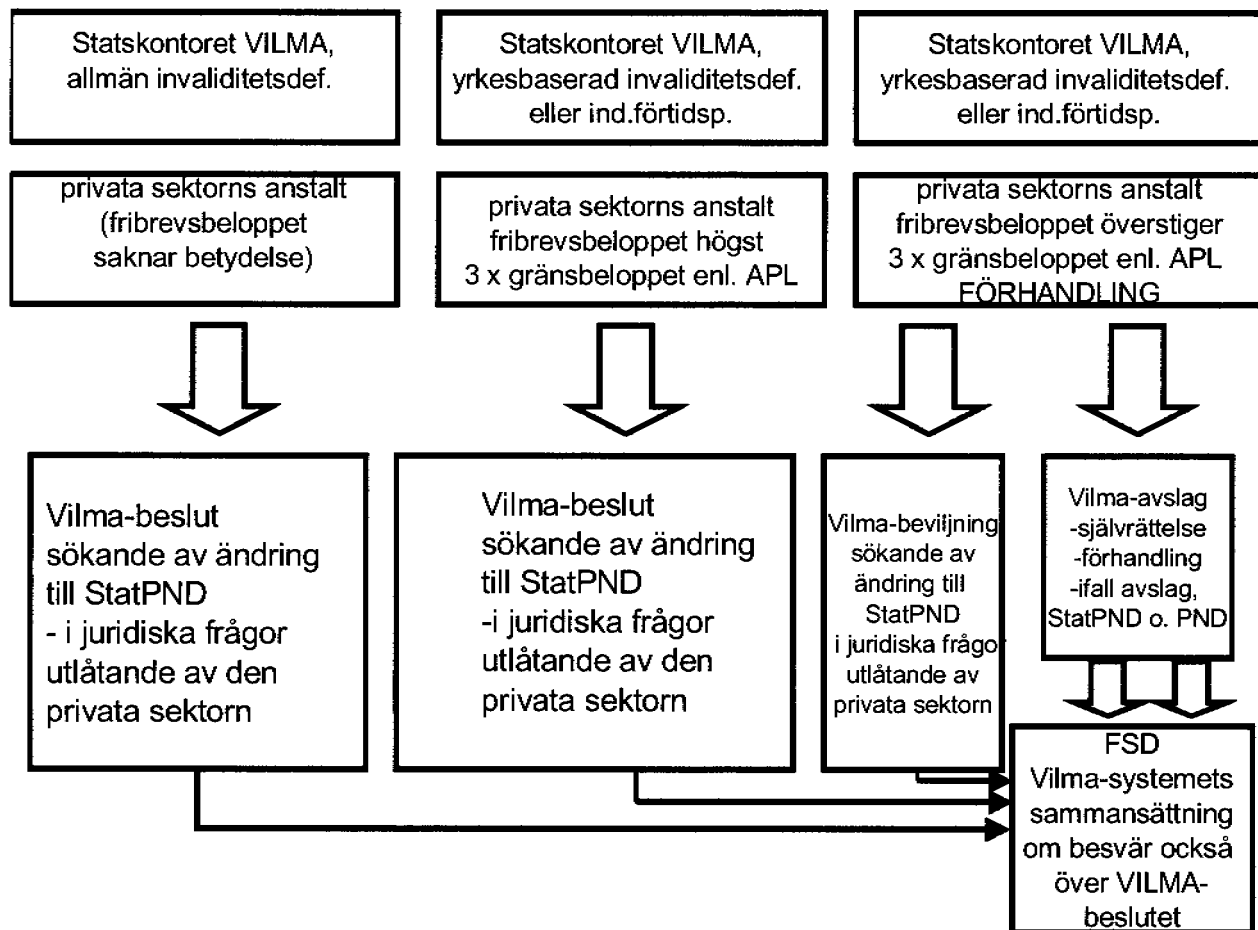 Statskontoret VILMA,
allmän invaliditetsdef.
Statskontoret VILMA,
yrkesbaserad invaliditetsdef.
eller ind.förtidsp.
Statskontoret VILMA,
yrkesbaserad invaliditetsdef.
eller ind.förtidsp.
privata sektorns anstalt
(fribrevsbeloppet
saknar betydelse)
privata sektorns anstalt
fribrevsbeloppet högst
3 x gränsbeloppet enl. APL
privata sektorns anstalt
fribrevsbeloppet överstiger
3 x gränsbeloppet enl. APL
FÖRHANDLING
Vilma-beslut
sökande av ändring
till StatPND
- i juridiska frågor
utlåtande av den
privata sektorn
Vilma-beslut
sökande av ändring
till StatPND
-i juridiska frågor
utlåtande av den
privata sektorn
Vilma-beviljning
sökande av
ändring till
StatPND
i juridiska frågor
utlåtande av
privata sektorn
Vilma-avslag
-självrättelse
-förhandling
-ifall avslag,
StatPND o. PND
FSD
Vilma-systemets
sammansättning
om besvär också
över VILMA-
beslutet